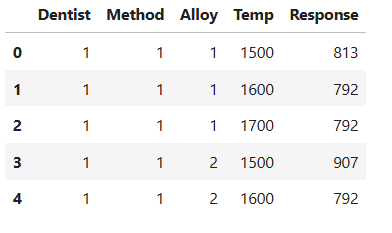 Dentist Method Alloy Temp Response
0 1 1 1 1500 813
1 1 1 1 1600 792
2 1 1 1 1700 792
3 1 1 2 1500 907
4 1 1 2 1600 792